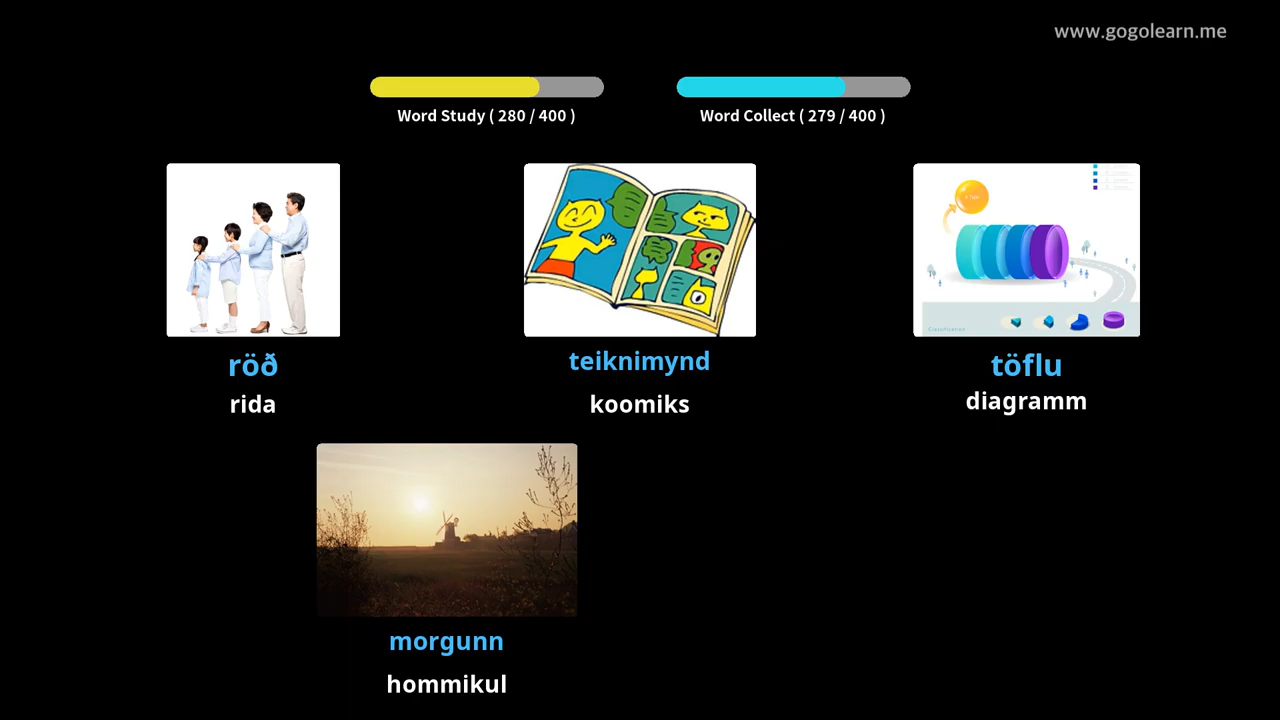 www.gogolearn.me
Word Study ( 280 / 400 )
Word Collect ( 279 / 400 )
röð
rida
teiknimynd
koomiks
töflu
diagramm
Classification
morgunn
hommikul